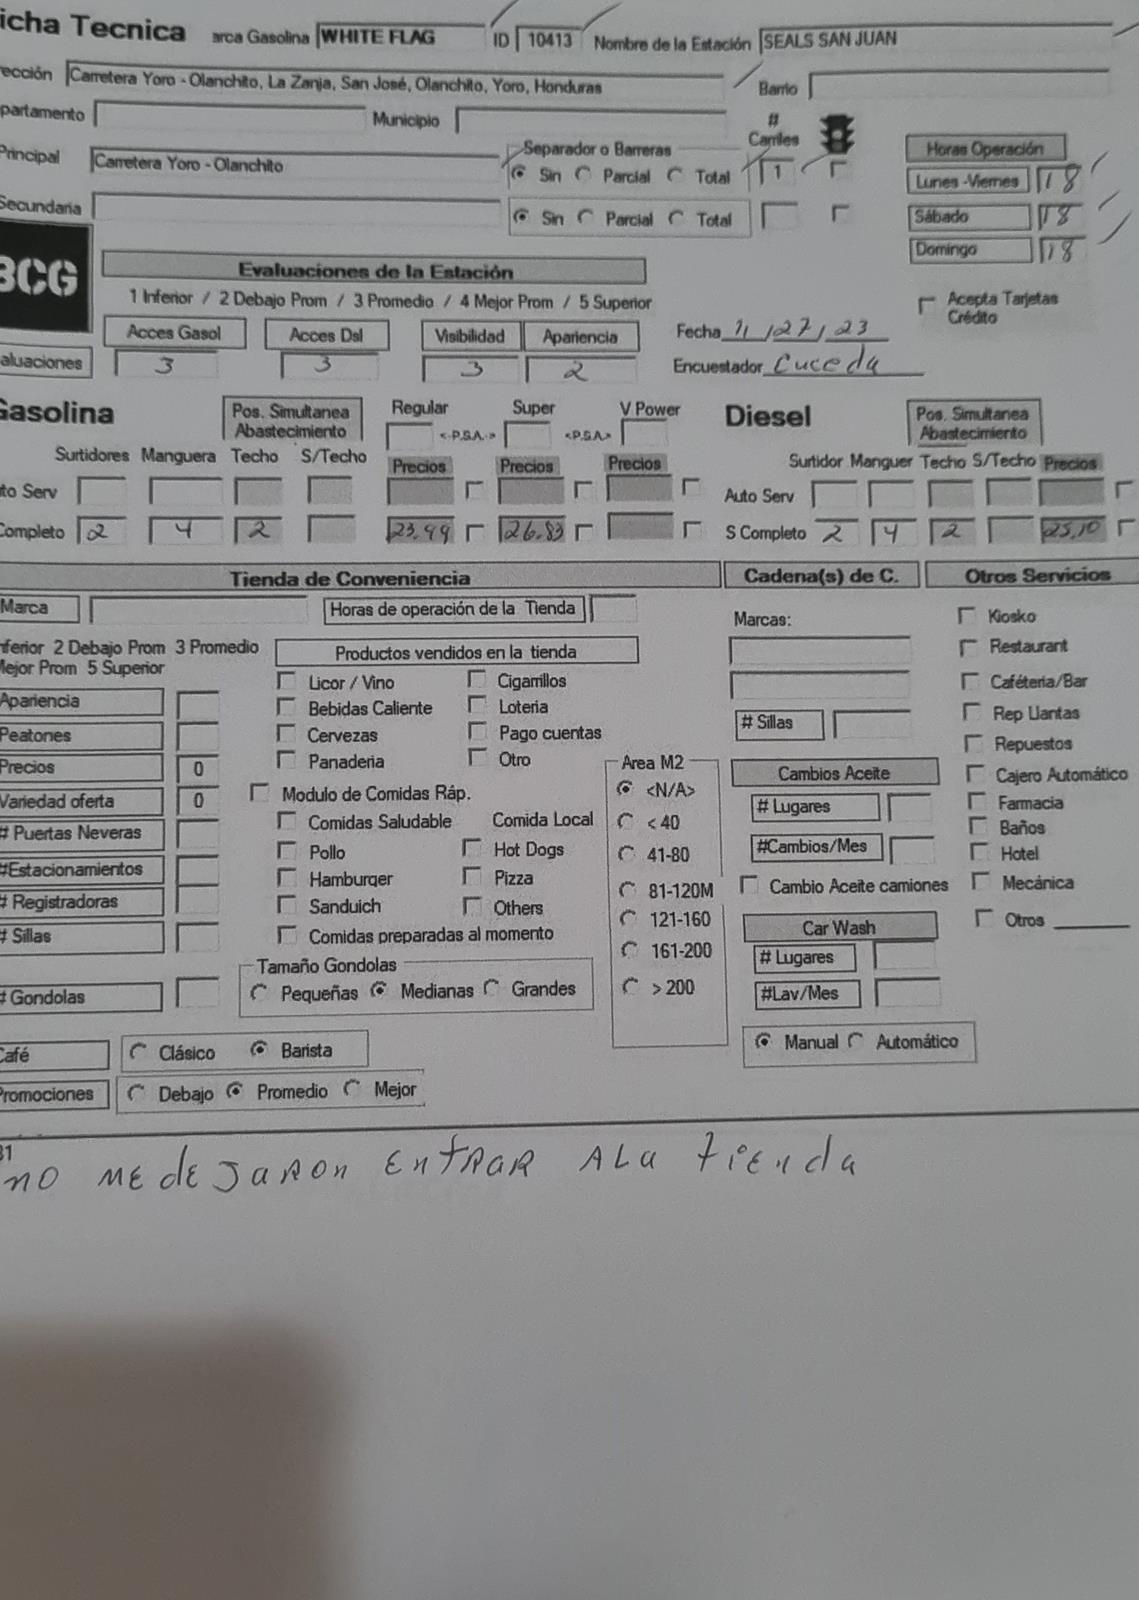 icha Tecnica arca Gasolina WHITE FLAG ID 10413 Nombre de la Estación SEALS SAN JUAN
ección Carretera Yoro - Olanchito, La Zanja, San José, Olanchito, Yoro, Honduras Barrio
partamento Municipio # Carriles
Principal Carretera Yoro - Olanchito Separador o Barreras Sin Parcial Total 1 Horas Operación
Lunes -Viernes 18
Secundaria Sin Parcial Total Sábado 18
Domingo 18
BCG Evaluaciones de la Estación
1 Inferior / 2 Debajo Prom / 3 Promedio / 4 Mejor Prom / 5 Superior Acepta Tarjetas Crédito
Acces Gasol Acces Dsl Visibilidad Apariencia Fecha 11/27/23
aluaciones 3 3 3 2 Encuestador Cuceda
Gasolina Pos. Simultanea Abastecimiento Regular <-P.S.A.-> Super <-P.S.A> V Power Diesel Pos. Simultanea Abastecimiento
Surtidores Manguera Techo S/Techo Precios Precios Precios Surtidor Manguer Techo S/Techo Precios
to Serv Auto Serv
Completo 2 4 2 23.99 26.83 S Completo 2 4 2 25.10
Tienda de Conveniencia Cadena(s) de C. Otros Servicios
Marca Horas de operación de la Tienda Marcas: Kiosko
nferior 2 Debajo Prom 3 Promedio Productos vendidos en la tienda Restaurant
Mejor Prom 5 Superior
Licor / Vino Cigarrillos Caféteria/Bar
Apariencia Bebidas Caliente Loteria Rep Llantas
Peatones Cervezas Pago cuentas # Sillas Repuestos
Precios 0 Panaderia Otro Area M2 Cambios Aceite Cajero Automático
Variedad oferta 0 Modulo de Comidas Ráp. <N/A> # Lugares Farmacia
# Puertas Neveras Comidas Saludable Comida Local < 40 Baños
#Estacionamientos Pollo Hot Dogs 41-80 #Cambios/Mes Hotel
# Registradoras Hamburger Pizza 81-120M Cambio Aceite camiones Mecánica
# Sillas Sanduich Others 121-160 Car Wash Otros
Comidas preparadas al momento 161-200 # Lugares
# Gondolas Tamaño Gondolas Pequeñas Medianas Grandes > 200 #Lav/Mes
Café Clásico Barista Manual Automático
Promociones Debajo Promedio Mejor
31
NO ME DEJARON ENTRAR ALA tienda